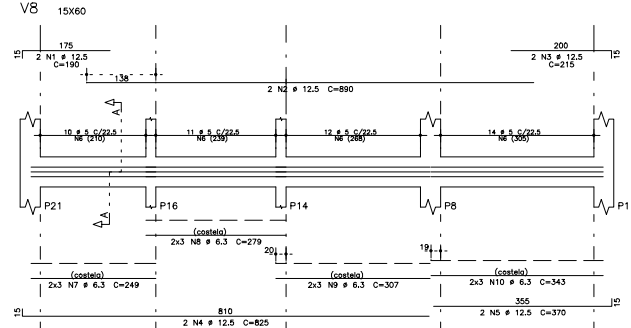 V8 15X60
175
2 N1 ø 12.5
C=190
15
200
2 N3 ø 12.5
C=215
15
138
2 N2 ø 12.5 C=890
A
10 ø 5 C/22.5
N6 (210)
11 ø 5 C/22.5
N6 (239)
12 ø 5 C/22.5
N6 (268)
14 ø 5 C/22.5
N6 (305)
P21
P16
P14
P8
P1
A
(costela)
2x3 N8 ø 6.3 C=279
20
19
(costela)
2x3 N7 ø 6.3 C=249
(costela)
2x3 N9 ø 6.3 C=307
(costela)
2x3 N10 ø 6.3 C=343
15
810
2 N4 ø 12.5 C=825
355
2 N5 ø 12.5 C=370
15